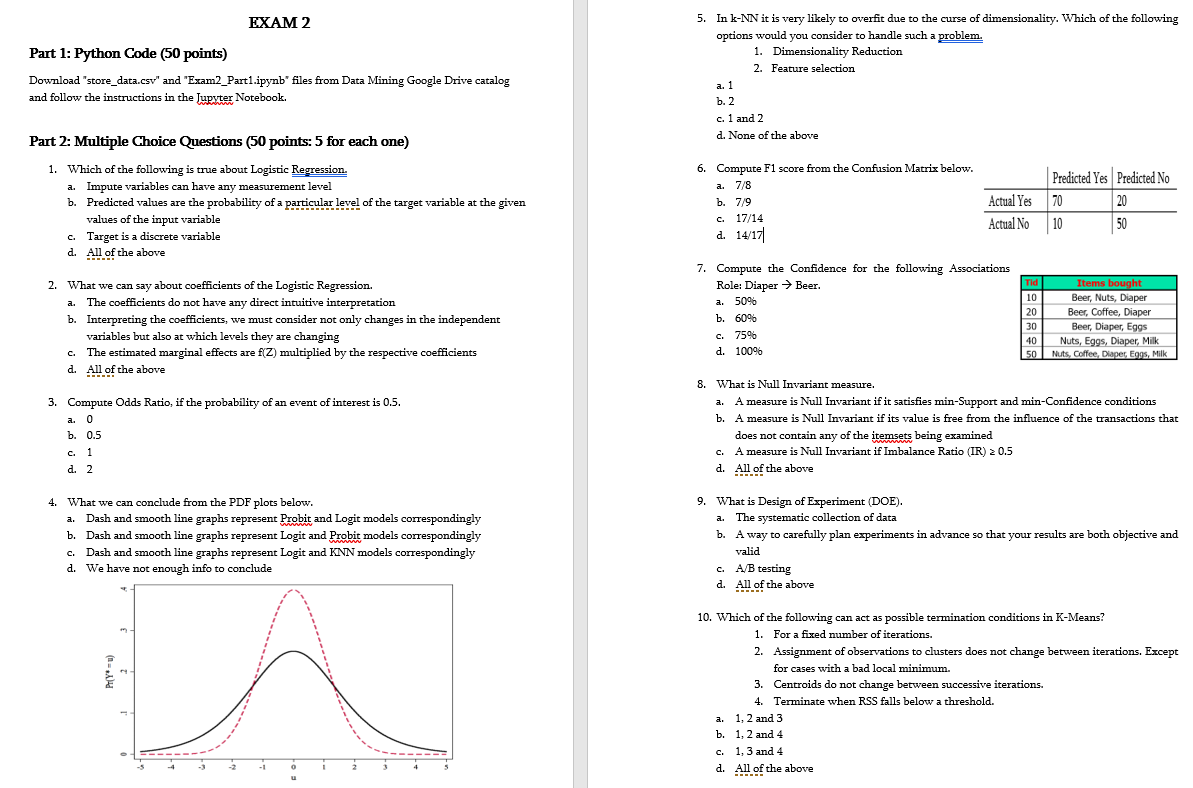 EXAM 2
Part 1: Python Code (50 points)
Download "store_data.csv" and "Exam2_Part1.ipynb" files from Data Mining Google Drive catalog
and follow the instructions in the Jupyter Notebook.
Part 2: Multiple Choice Questions (50 points: 5 for each one)
1. Which of the following is true about Logistic Regression.
a. Impute variables can have any measurement level
b. Predicted values are the probability of a particular level of the target variable at the given
values of the input variable
c. Target is a discrete variable
d. All of the above
2. What we can say about coefficients of the Logistic Regression.
a. The coefficients do not have any direct intuitive interpretation
b. Interpreting the coefficients, we must consider not only changes in the independent
variables but also at which levels they are changing
c. The estimated marginal effects are f(Z) multiplied by the respective coefficients
d. All of the above
3. Compute Odds Ratio, if the probability of an event of interest is 0.5.
a. 0
b. 0.5
c. 1
d. 2
4. What we can conclude from the PDF plots below.
a. Dash and smooth line graphs represent Probit and Logit models correspondingly
b. Dash and smooth line graphs represent Logit and Probit models correspondingly
c. Dash and smooth line graphs represent Logit and KNN models correspondingly
d. We have not enough info to conclude
.4
.3
.2
.1
0
Pr(Y* = u)
-5 -4 -3 -2 -1 0 1 2 3 4 5
u
5. In k-NN it is very likely to overfit due to the curse of dimensionality. Which of the following
options would you consider to handle such a problem.
1. Dimensionality Reduction
2. Feature selection
a. 1
b. 2
c. 1 and 2
d. None of the above
6. Compute F1 score from the Confusion Matrix below.
a. 7/8
b. 7/9
c. 17/14
d. 14/17
Predicted Yes Predicted No
Actual Yes 70 20
Actual No 10 50
7. Compute the Confidence for the following Associations
Role: Diaper → Beer.
a. 50%
b. 60%
c. 75%
d. 100%
Tid Items bought
10 Beer, Nuts, Diaper
20 Beer, Coffee, Diaper
30 Beer, Diaper, Eggs
40 Nuts, Eggs, Diaper, Milk
50 Nuts, Coffee, Diaper, Eggs, Milk
8. What is Null Invariant measure.
a. A measure is Null Invariant if it satisfies min-Support and min-Confidence conditions
b. A measure is Null Invariant if its value is free from the influence of the transactions that
does not contain any of the itemsets being examined
c. A measure is Null Invariant if Imbalance Ratio (IR) ≥ 0.5
d. All of the above
9. What is Design of Experiment (DOE).
a. The systematic collection of data
b. A way to carefully plan experiments in advance so that your results are both objective and
valid
c. A/B testing
d. All of the above
10. Which of the following can act as possible termination conditions in K-Means?
1. For a fixed number of iterations.
2. Assignment of observations to clusters does not change between iterations. Except
for cases with a bad local minimum.
3. Centroids do not change between successive iterations.
4. Terminate when RSS falls below a threshold.
a. 1, 2 and 3
b. 1, 2 and 4
c. 1, 3 and 4
d. All of the above